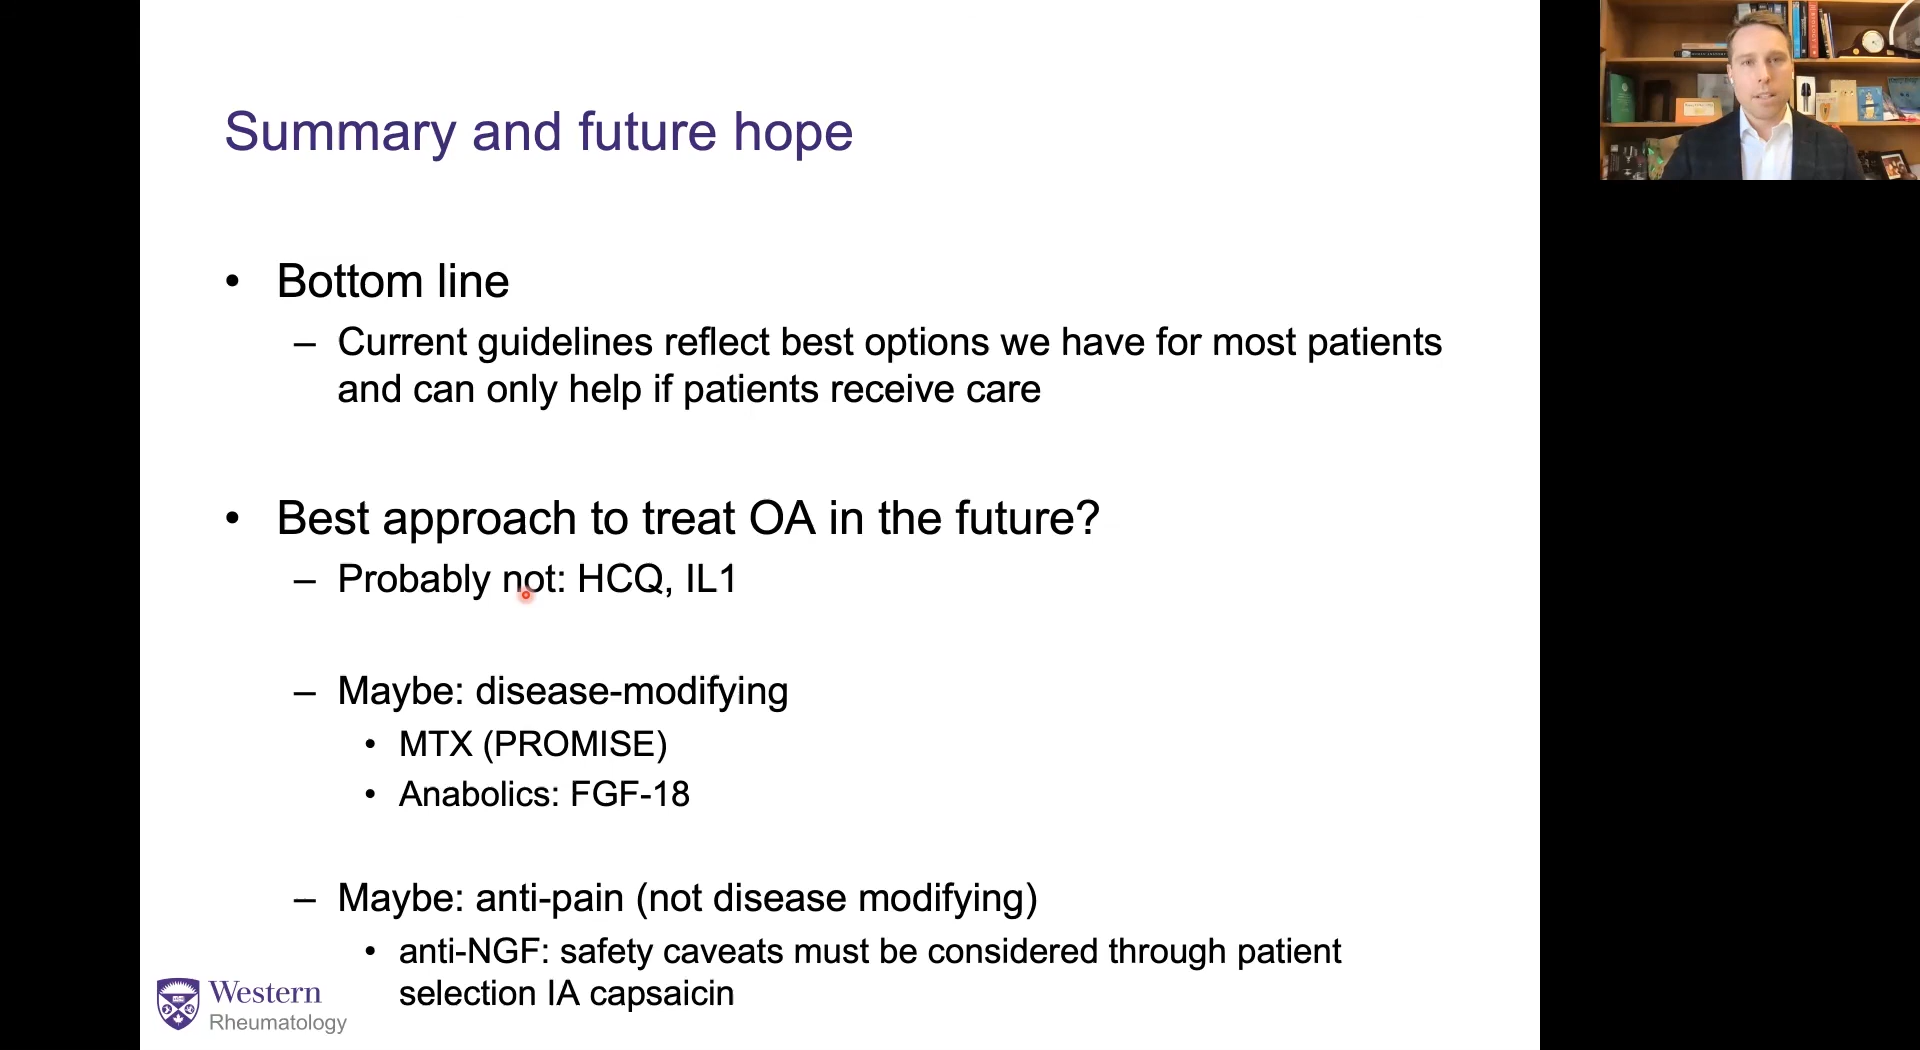 Summary and future hope
• Bottom line
– Current guidelines reflect best options we have for most patients
and can only help if patients receive care
• Best approach to treat OA in the future?
– Probably not: HCQ, IL1
– Maybe: disease-modifying
• MTX (PROMISE)
• Anabolics: FGF-18
– Maybe: anti-pain (not disease modifying)
• anti-NGF: safety caveats must be considered through patient
selection IA capsaicin
Western
Rheumatology